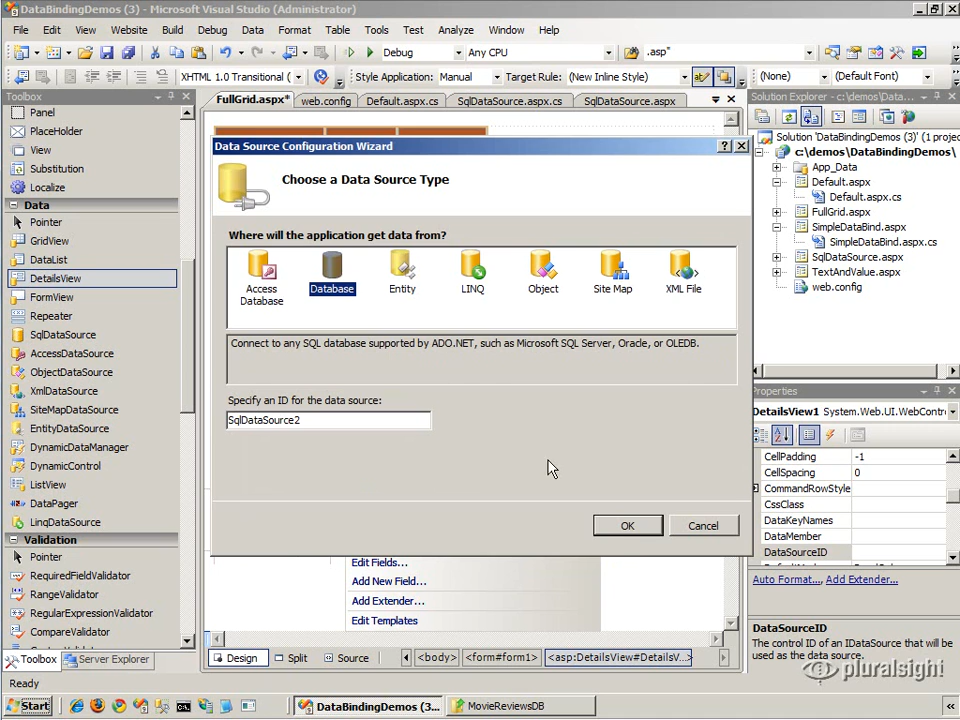 DataBindingDemos (3) - Microsoft Visual Studio (Administrator)
File Edit View Website Build Debug Data Format Table Tools Test Analyze Window Help
Debug Any CPU .asp"
XHTML 1.0 Transitional ( Style Application: Manual Target Rule: (New Inline Style) (None) (Default Font)
Toolbox
Panel
PlaceHolder
View
Substitution
Localize
Data
Pointer
GridView
DataList
DetailsView
FormView
Repeater
SqlDataSource
AccessDataSource
ObjectDataSource
XmlDataSource
SiteMapDataSource
EntityDataSource
DynamicDataManager
DynamicControl
ListView
DataPager
LinqDataSource
Validation
Pointer
RequiredFieldValidator
RangeValidator
RegularExpressionValidator
CompareValidator
Toolbox Server Explorer
FullGrid.aspx* web.config Default.aspx.cs SqlDataSource.aspx.cs SqlDataSource.aspx
Data Source Configuration Wizard
Choose a Data Source Type
Where will the application get data from?
Access Database
Database
Entity
LINQ
Object
Site Map
XML File
Connect to any SQL database supported by ADO.NET, such as Microsoft SQL Server, Oracle, or OLEDB.
Specify an ID for the data source:
SqlDataSource2
OK Cancel
Edit Fields...
Add New Field...
Add Extender...
Edit Templates
Design Split Source <body> <form#form1> <asp:DetailsView#DetailsV...>
Solution Explorer - C:\demos\Data...
Solution 'DataBindingDemos (3)' (1 projec
c:\demos\DataBindingDemos\
App_Data
Default.aspx
Default.aspx.cs
FullGrid.aspx
SimpleDataBind.aspx
SimpleDataBind.aspx.cs
SqlDataSource.aspx
TextAndValue.aspx
web.config
Properties
DetailsView1 System.Web.UI.WebContr
CellPadding -1
CellSpacing 0
CommandRowStyle
CssClass
DataKeyNames
DataMember
DataSourceID
Auto Format..., Add Extender...
DataSourceID
The control ID of an IDataSource that will be
used as the data source.
pluralsight
Ready
Start DataBindingDemos (3... MovieReviewsDB